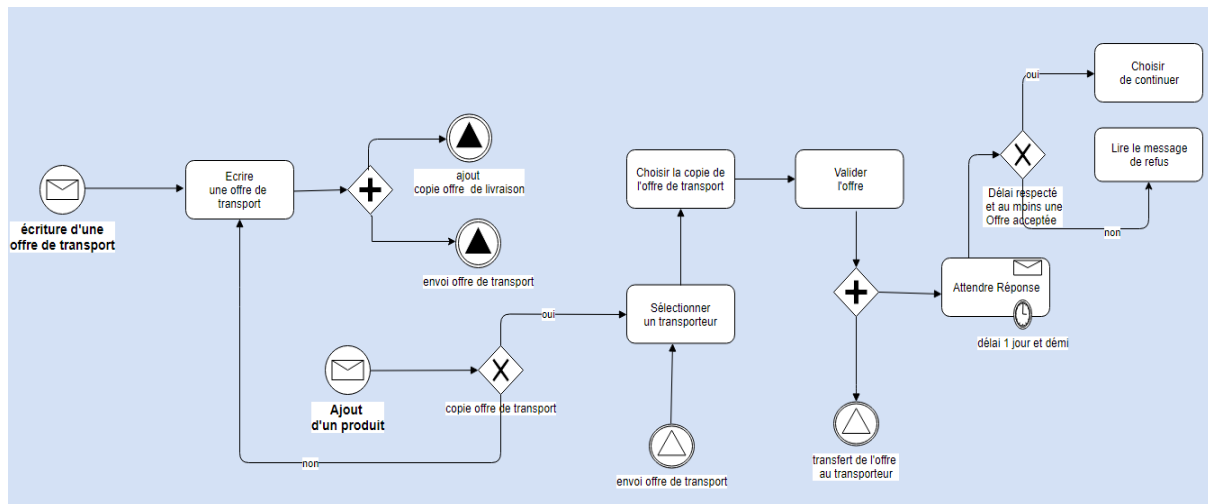 écriture d'une
offre de transport
Ecrire
une offre de
transport
ajout
copie offre de livraison
envoi offre de transport
Ajout
d'un produit
copie offre de transport
oui
non
envoi offre de transport
Sélectionner
un transporteur
Choisir la copie de
l'offre de transport
Valider
l'offre
transfert de l'offre
au transporteur
Attendre Réponse
délai 1 jour et démi
Délai respecté
et au moins une
Offre acceptée
oui
non
Choisir
de continuer
Lire le message
de refus